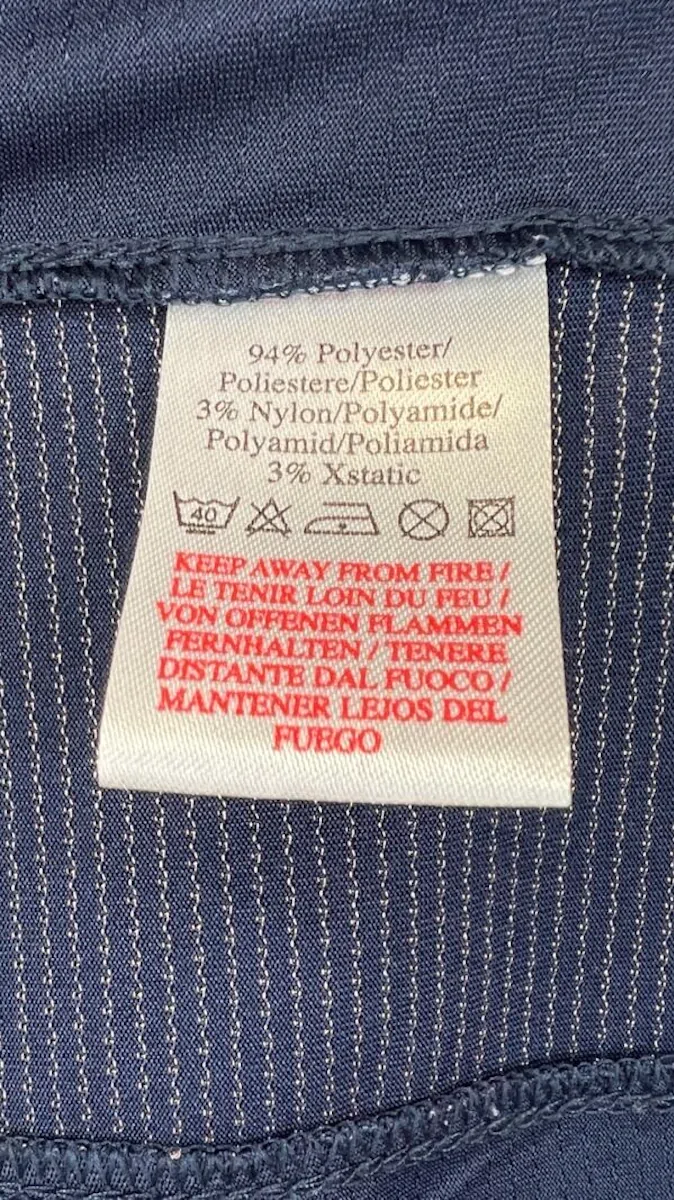 94% Polyester/
Poliestere/Poliester
3% Nylon/Polyamide/
Polyamid/Poliamida
3% Xstatic
40
KEEP AWAY FROM FIRE/
LE TENIR LOIN DU FEU/
VON OFFENEN FLAMMEN
FERNHALTEN/TENERE
DISTANTE DAL FUOCO/
MANTENER LEJOS DEL
FUEGO